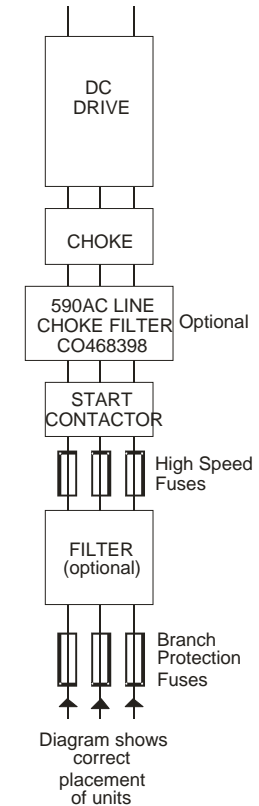 DC
DRIVE
CHOKE
590AC LINE
CHOKE FILTER
CO468398
Optional
START
CONTACTOR
High Speed
Fuses
FILTER
(optional)
Branch
Protection
Fuses
Diagram shows
correct
placement
of units